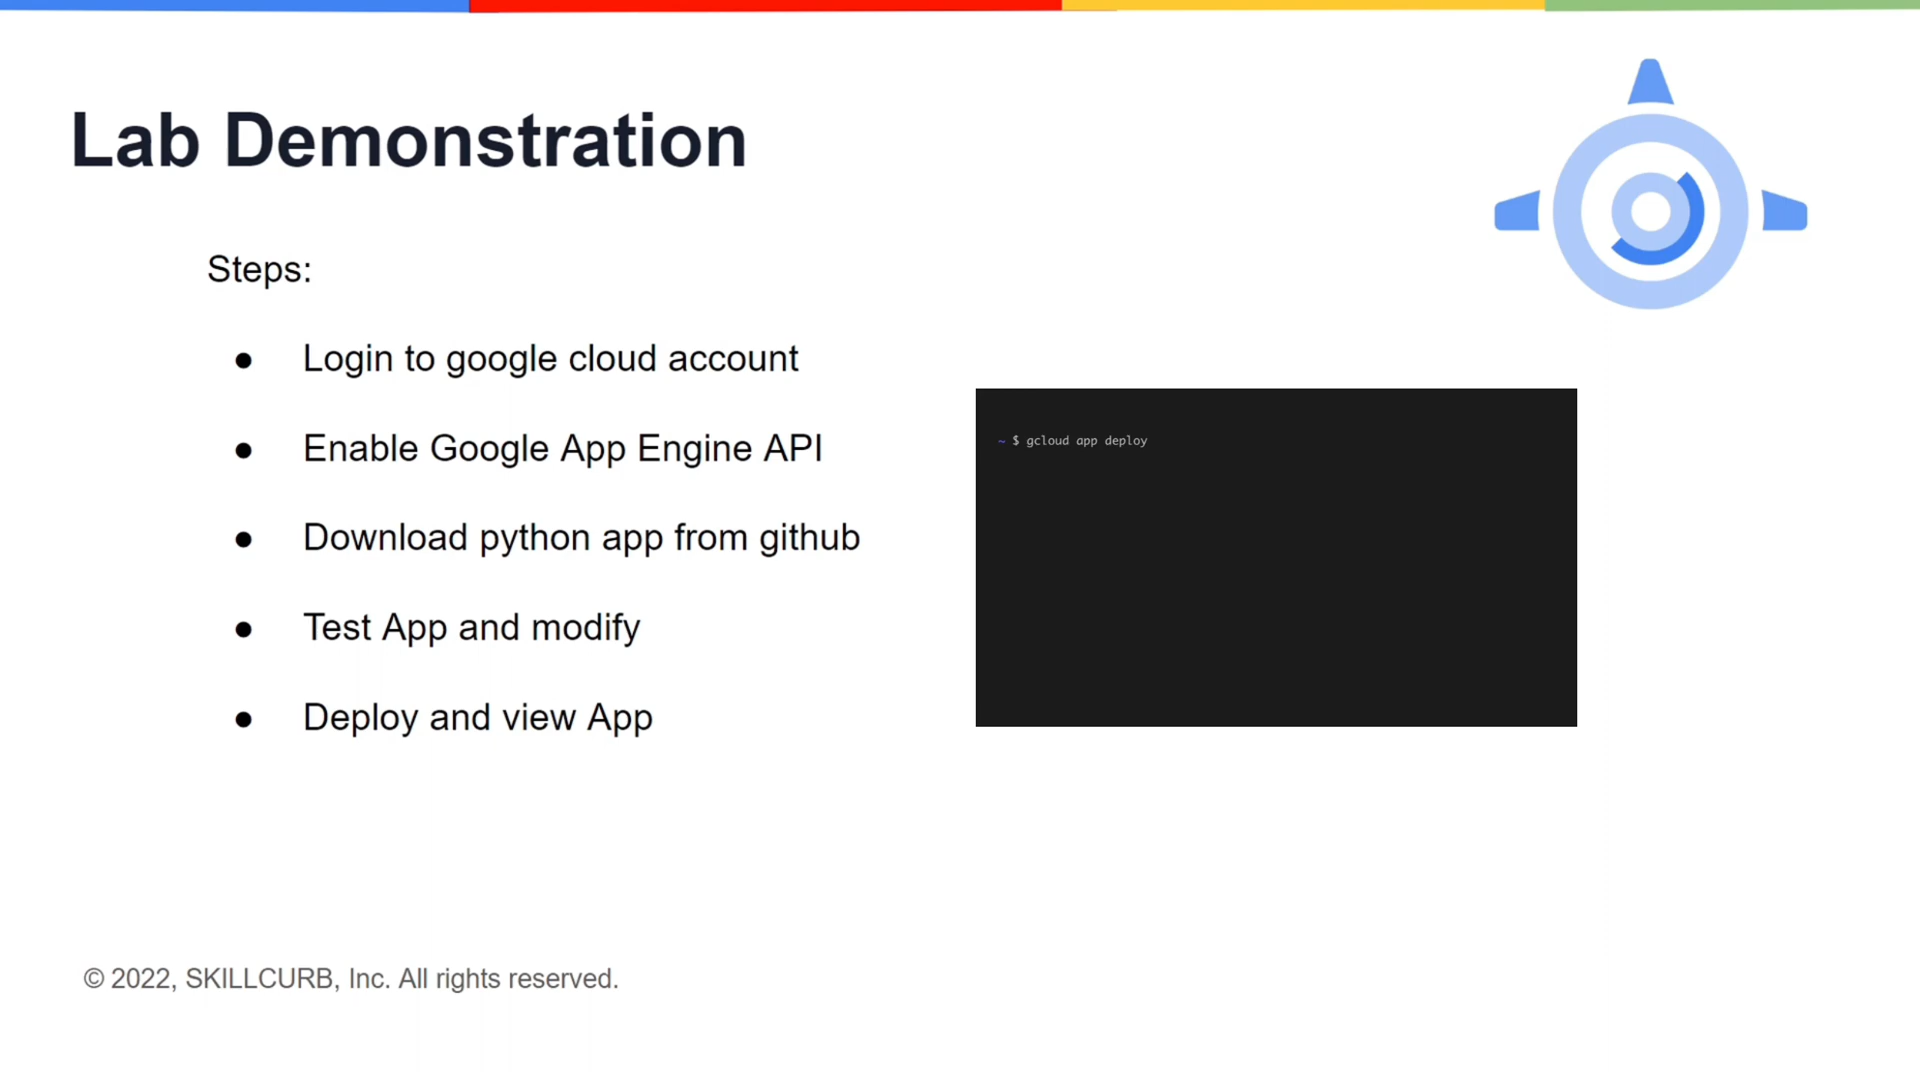 Lab Demonstration
Steps:
● Login to google cloud account
● Enable Google App Engine API
● Download python app from github
● Test App and modify
● Deploy and view App
~ $ gcloud app deploy
© 2022, SKILLCURB, Inc. All rights reserved.